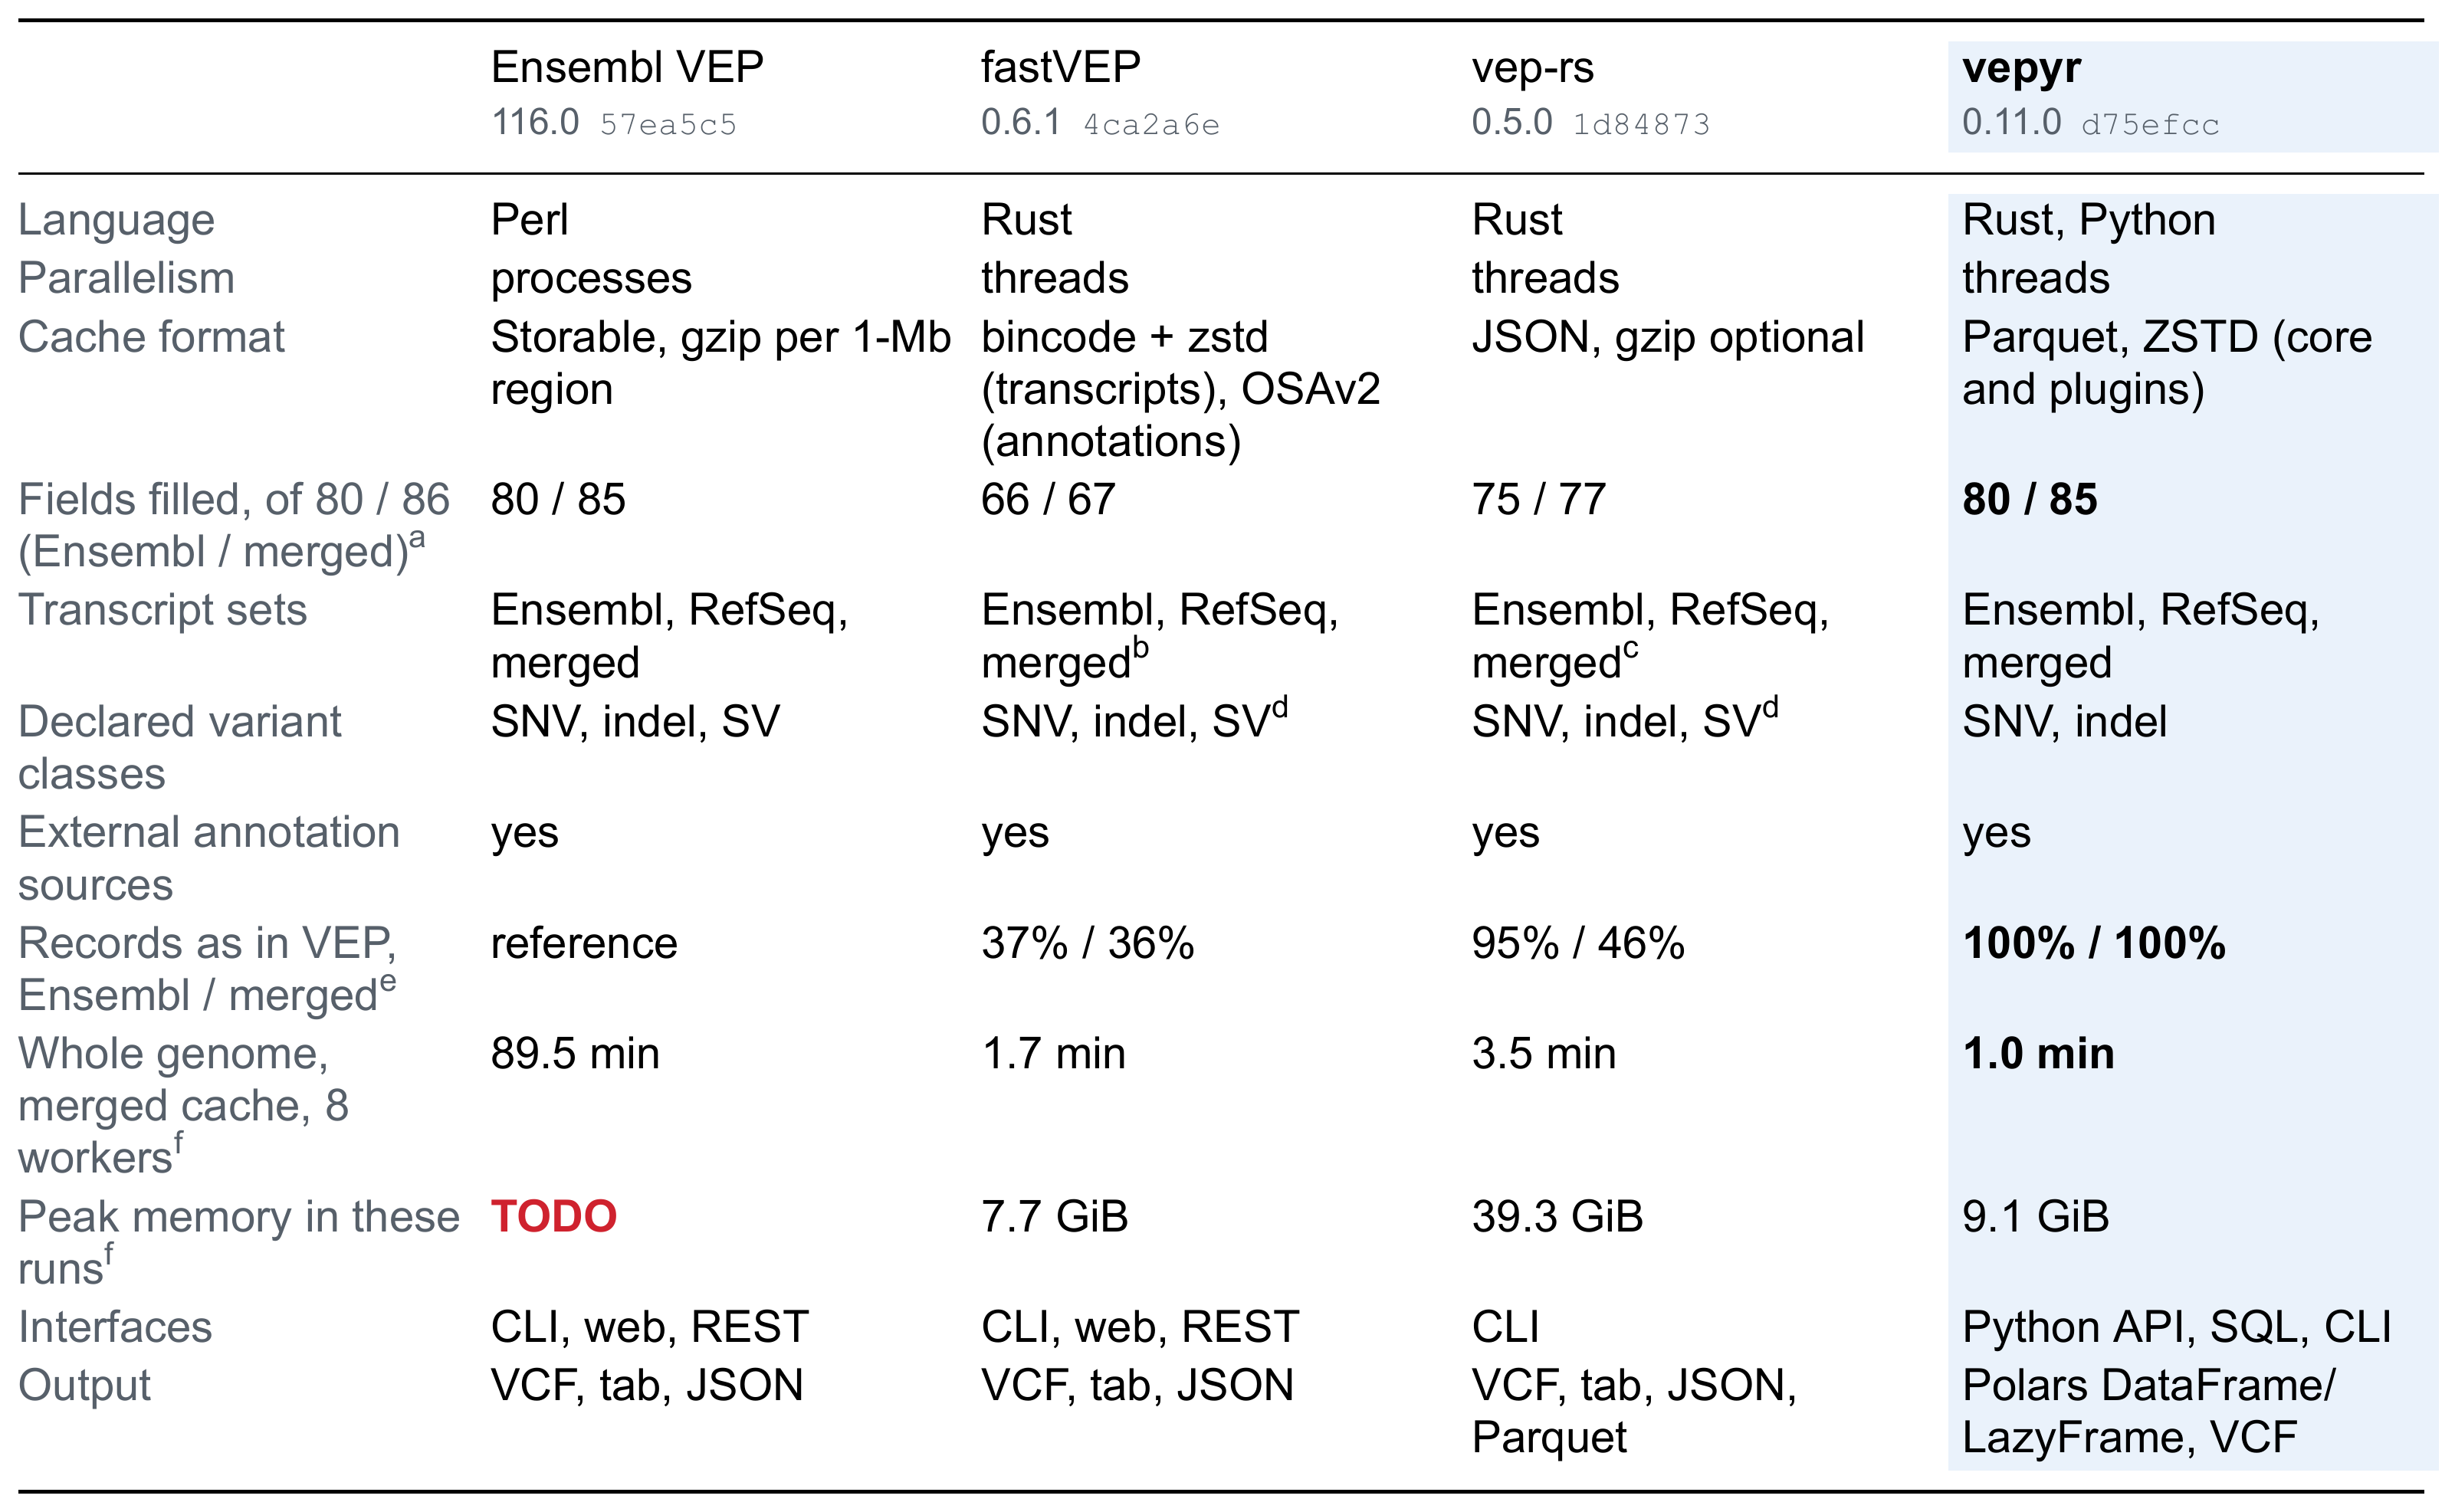 Ensembl VEP fastVEP vep-rs vepyr
116.0 57ea5c5 0.6.1 4ca2a6e 0.5.0 1d84873 0.11.0 d75efcc
Language Perl Rust Rust Rust, Python
Parallelism processes threads threads threads
Cache format Storable, gzip per 1-Mb bincode + zstd JSON, gzip optional Parquet, ZSTD (core
region (transcripts), OSAv2 and plugins)
(annotations)
Fields filled, of 80 / 86 80 / 85 66 / 67 75 / 77 80 / 85
(Ensembl / merged)a
Transcript sets Ensembl, RefSeq, Ensembl, RefSeq, Ensembl, RefSeq, Ensembl, RefSeq,
merged mergedb mergedc merged
Declared variant SNV, indel, SV SNV, indel, SVd SNV, indel, SVd SNV, indel
classes
External annotation yes yes yes yes
sources
Records as in VEP, reference 37% / 36% 95% / 46% 100% / 100%
Ensembl / mergede
Whole genome, 89.5 min 1.7 min 3.5 min 1.0 min
merged cache, 8
workersf
Peak memory in these TODO 7.7 GiB 39.3 GiB 9.1 GiB
runsf
Interfaces CLI, web, REST CLI, web, REST CLI Python API, SQL, CLI
Output VCF, tab, JSON VCF, tab, JSON VCF, tab, JSON, Polars DataFrame/
Parquet LazyFrame, VCF